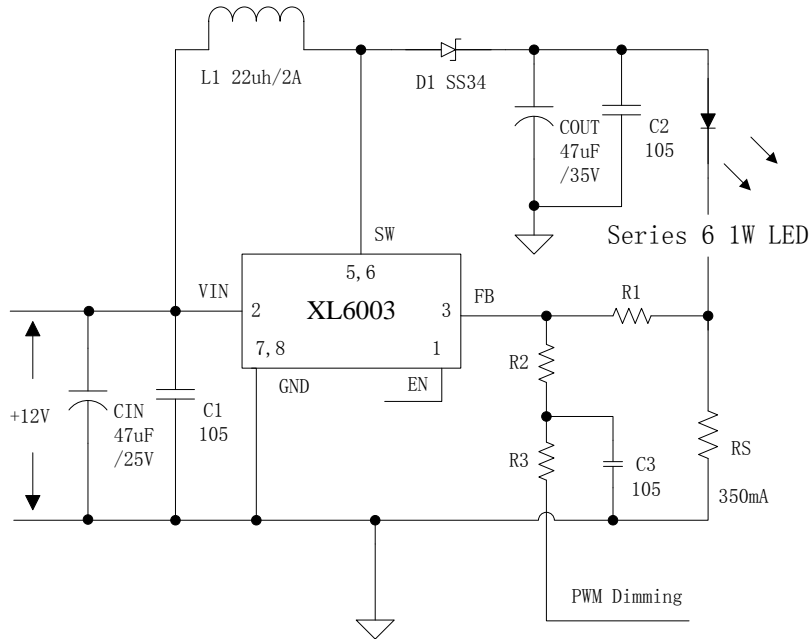 L1 22uh/2A
D1 SS34
COUT
47uF
/35V
C2
105
SW
Series 6 1W LED
5,6
VIN
2
XL6003
3
FB
R1
7,8
1
GND
EN
R2
+12V
CIN
47uF
/25V
C1
105
R3
C3
105
RS
350mA
PWM Dimming